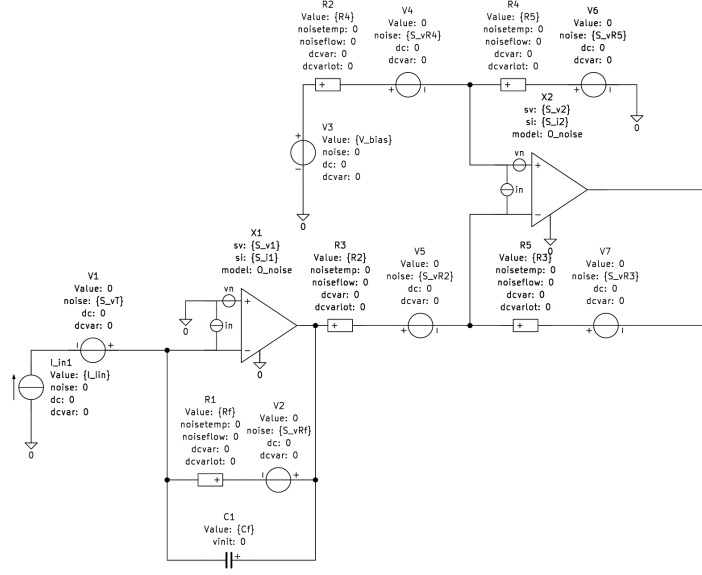 R2
Value: {R4}
noisetemp: 0
noiseflow: 0
dcvar: 0
dcvarlot: 0
+
V4
Value: 0
noise: {S_vR4}
dc: 0
dcvar: 0
+
R4
Value: {R5}
noisetemp: 0
noiseflow: 0
dcvar: 0
dcvarlot: 0
+
V6
Value: 0
noise: {S_vR5}
dc: 0
dcvar: 0
+
0
V3
Value: {V_bias}
noise: 0
dc: 0
dcvar: 0
+
−
0
X2
sv: {S_v2}
si: {S_i2}
model: O_noise
vn
+
in
−
0
X1
sv: {S_v1}
si: {S_i1}
model: O_noise
vn
+
in
−
0
0
R3
Value: {R2}
noisetemp: 0
noiseflow: 0
dcvar: 0
dcvarlot: 0
+
V5
Value: 0
noise: {S_vR2}
dc: 0
dcvar: 0
+
R5
Value: {R3}
noisetemp: 0
noiseflow: 0
dcvar: 0
dcvarlot: 0
+
V7
Value: 0
noise: {S_vR3}
dc: 0
dcvar: 0
+
V1
Value: 0
noise: {S_vT}
dc: 0
dcvar: 0
+
I_in1
Value: {I_Iin}
noise: 0
dc: 0
dcvar: 0
0
R1
Value: {Rf}
noisetemp: 0
noiseflow: 0
dcvar: 0
dcvarlot: 0
+
V2
Value: 0
noise: {S_vRf}
dc: 0
dcvar: 0
+
C1
Value: {Cf}
vinit: 0
+